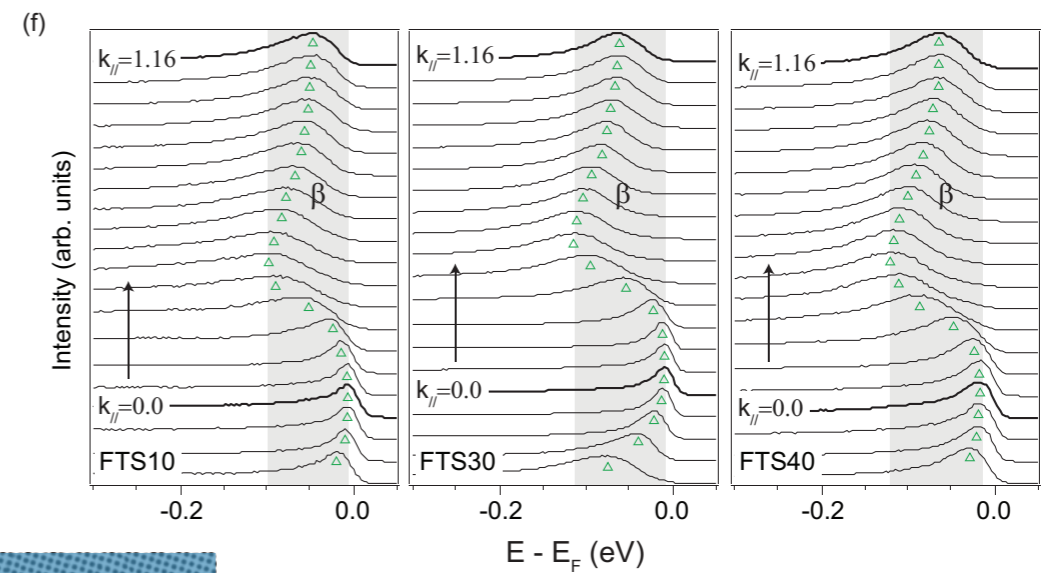 (f)
Intensity (arb. units)
k//=1.16
β
k//=0.0
FTS10
-0.2 0.0
k//=1.16
β
k//=0.0
FTS30
-0.2 0.0
k//=1.16
β
k//=0.0
FTS40
-0.2 0.0
E - EF (eV)